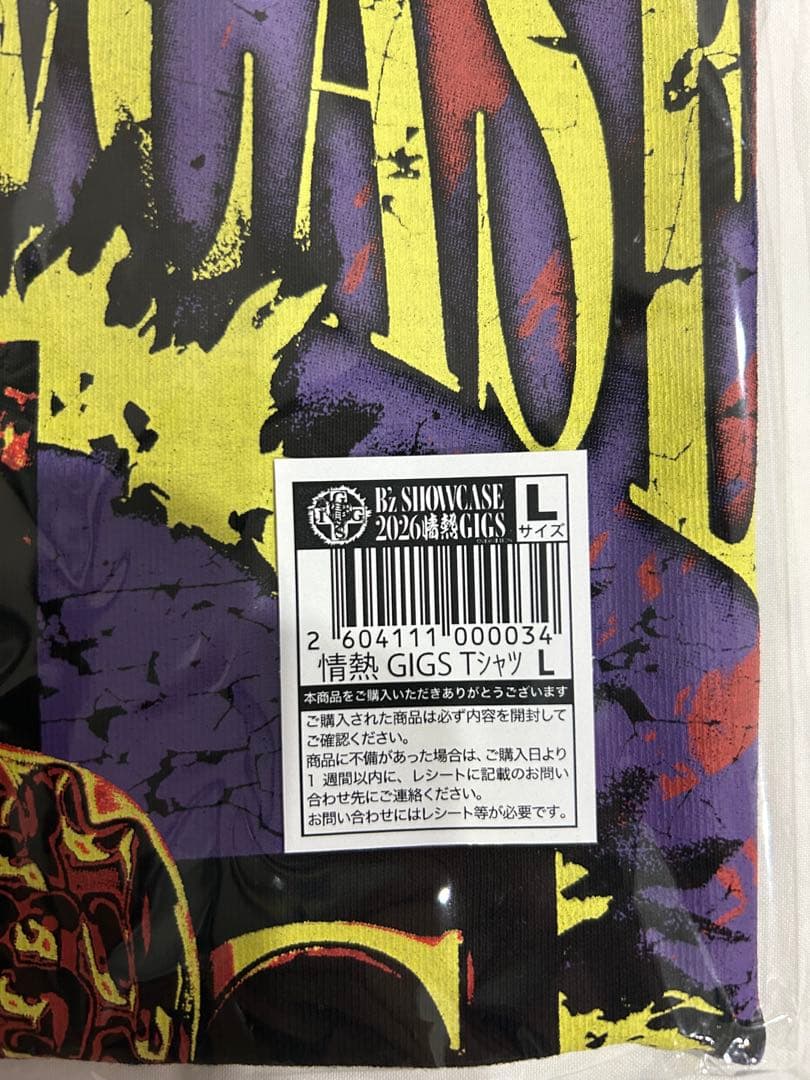 B'z SHOWCASE
2026情熱GIGS
L
サイズ
2 604111 000034
情熱 GIGS Tシャツ L
本商品をご購入いただきありがとうございます
ご購入された商品は必ず内容を開封して
ご確認ください。
商品に不備があった場合は、ご購入日より
1 週間以内に、レシートに記載のお問い
合わせ先にご連絡ください。
お問い合わせにはレシート等が必要です。